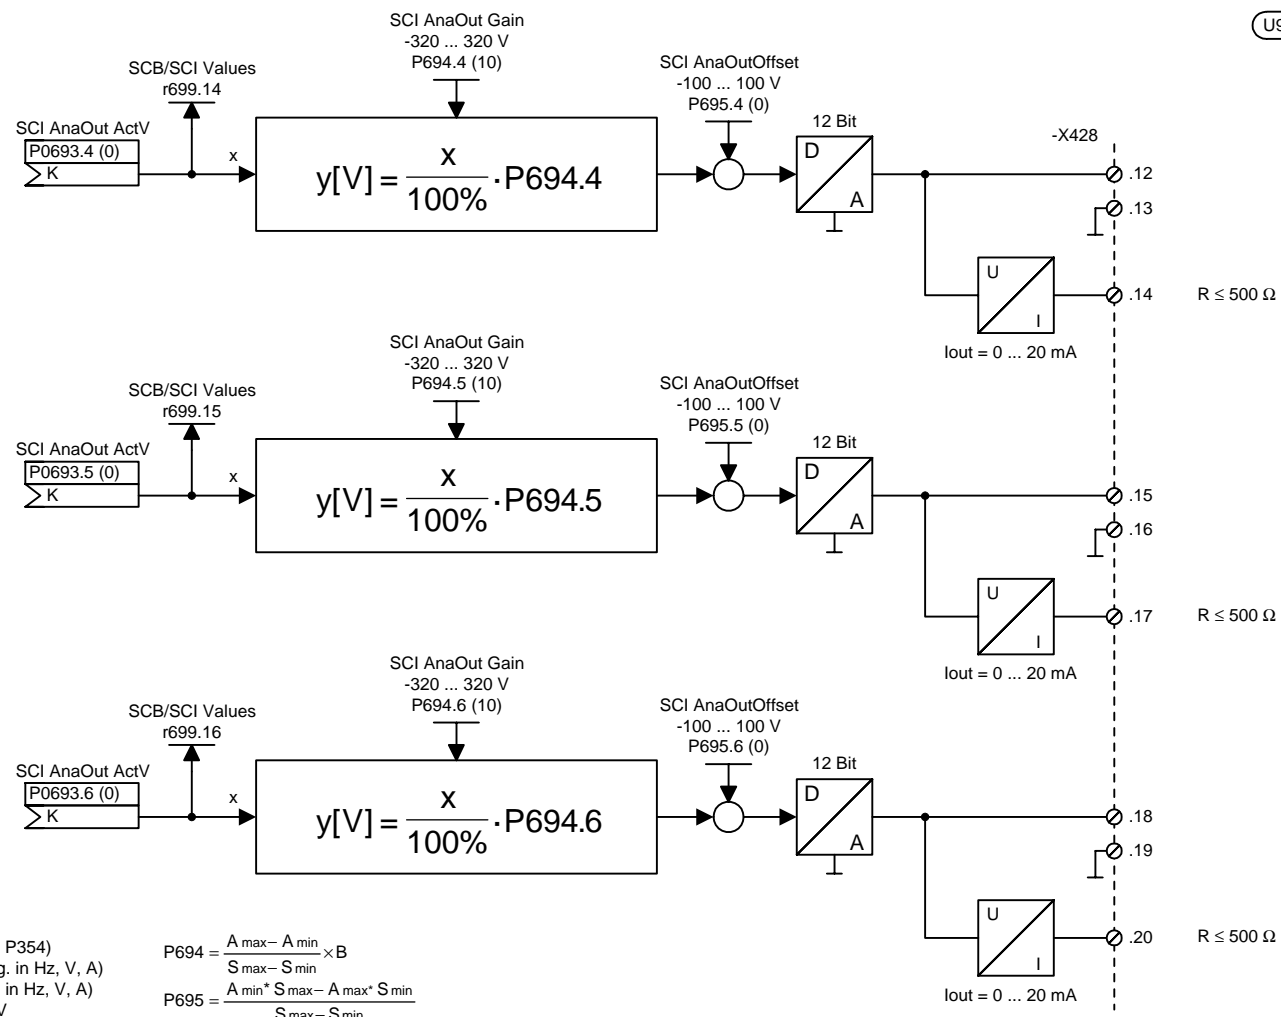 U9
SCI AnaOut Gain
-320 ... 320 V
P694.4 (10)
SCB/SCI Values
r699.14
SCI AnaOutOffset
-100 ... 100 V
P695.4 (0)
SCI AnaOut ActV
P0693.4 (0)
K
x
y[V] = x/100% · P694.4
12 Bit
D
A
-X428
.12
.13
U
I
.14
R ≤ 500 Ω
Iout = 0 ... 20 mA
SCI AnaOut Gain
-320 ... 320 V
P694.5 (10)
SCB/SCI Values
r699.15
SCI AnaOutOffset
-100 ... 100 V
P695.5 (0)
SCI AnaOut ActV
P0693.5 (0)
K
x
y[V] = x/100% · P694.5
12 Bit
D
A
.15
.16
U
I
.17
R ≤ 500 Ω
Iout = 0 ... 20 mA
SCI AnaOut Gain
-320 ... 320 V
P694.6 (10)
SCB/SCI Values
r699.16
SCI AnaOutOffset
-100 ... 100 V
P695.6 (0)
SCI AnaOut ActV
P0693.6 (0)
K
x
y[V] = x/100% · P694.6
12 Bit
D
A
.18
.19
U
I
.20
R ≤ 500 Ω
Iout = 0 ... 20 mA
P354)
g. in Hz, V, A)
in Hz, V, A)
V
P694 = A max − A min / S max − S min × B
P695 = A min* S max − A max* S min / S max − S min